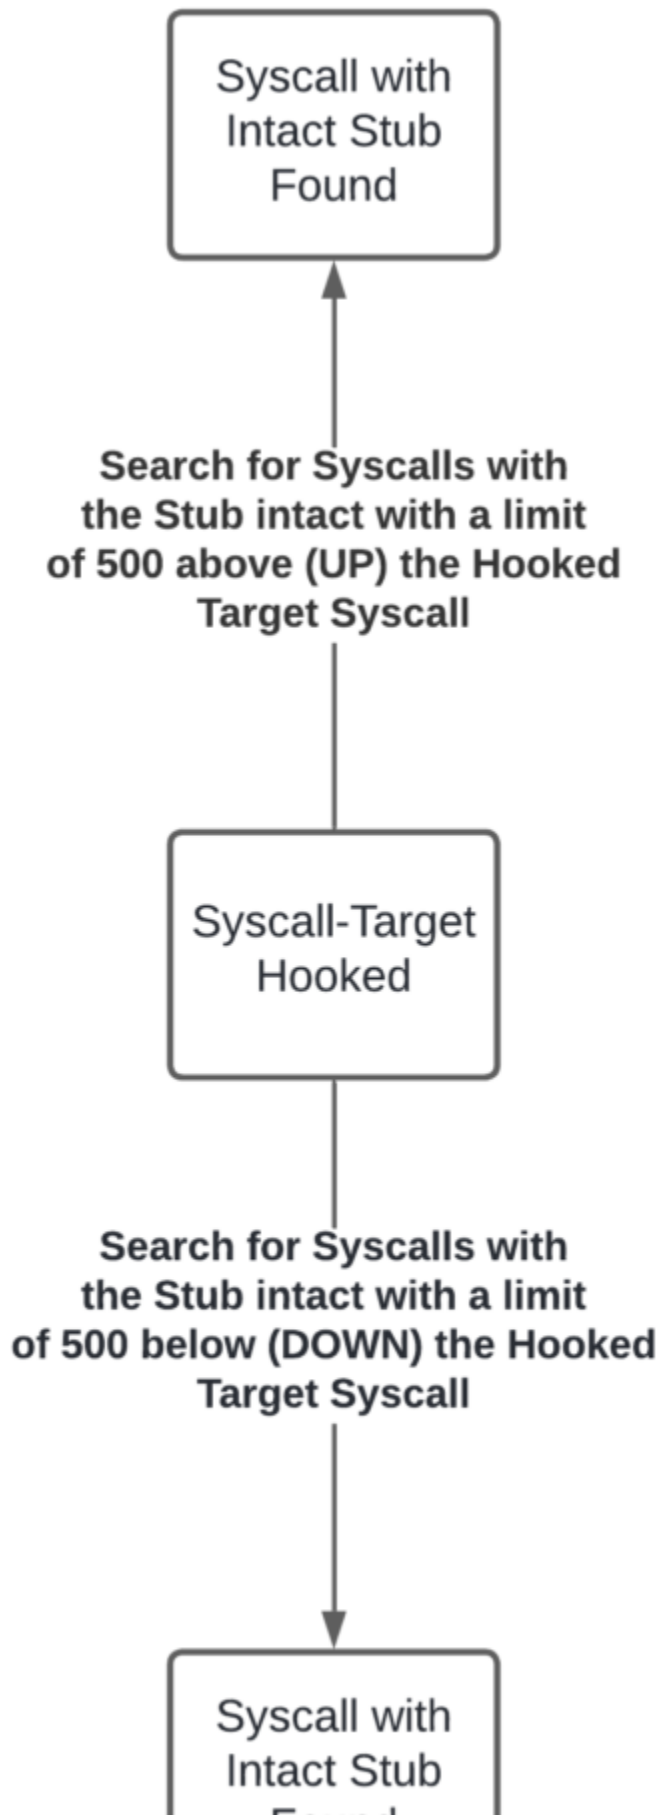 Syscall with
Intact Stub
Found
Search for Syscalls with
the Stub intact with a limit
of 500 above (UP) the Hooked
Target Syscall
Syscall-Target
Hooked
Search for Syscalls with
the Stub intact with a limit
of 500 below (DOWN) the Hooked
Target Syscall
Syscall with
Intact Stub